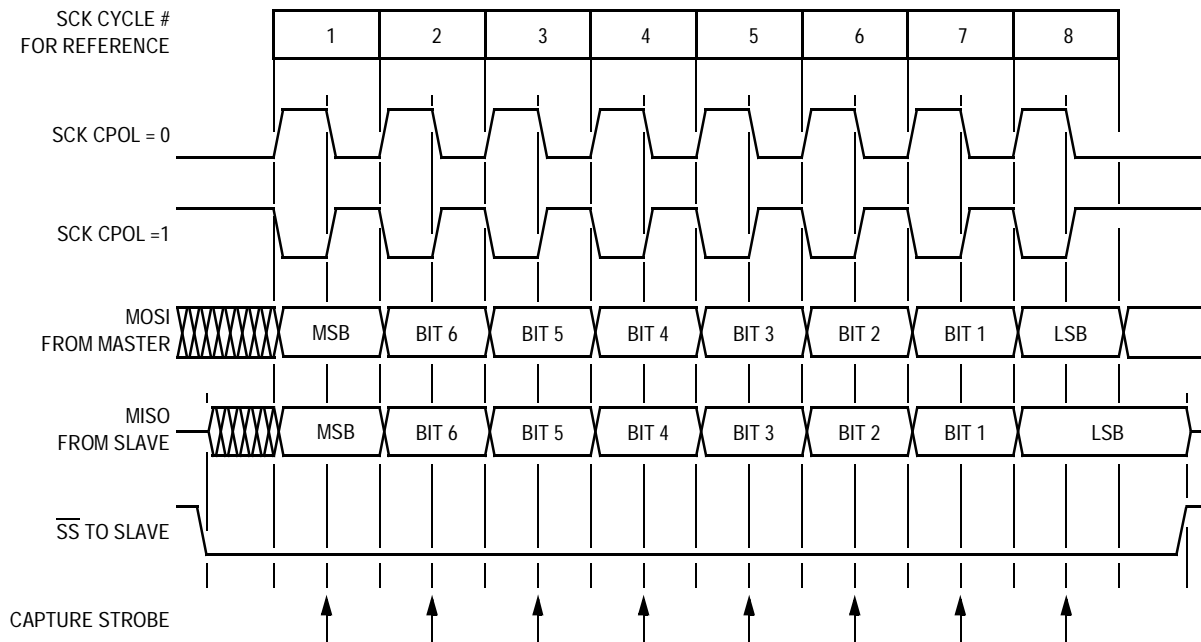 SCK CYCLE #
FOR REFERENCE
1 2 3 4 5 6 7 8
SCK CPOL = 0
SCK CPOL =1
MOSI
FROM MASTER
MSB BIT 6 BIT 5 BIT 4 BIT 3 BIT 2 BIT 1 LSB
MISO
FROM SLAVE
MSB BIT 6 BIT 5 BIT 4 BIT 3 BIT 2 BIT 1 LSB
S̅S̅ TO SLAVE
CAPTURE STROBE